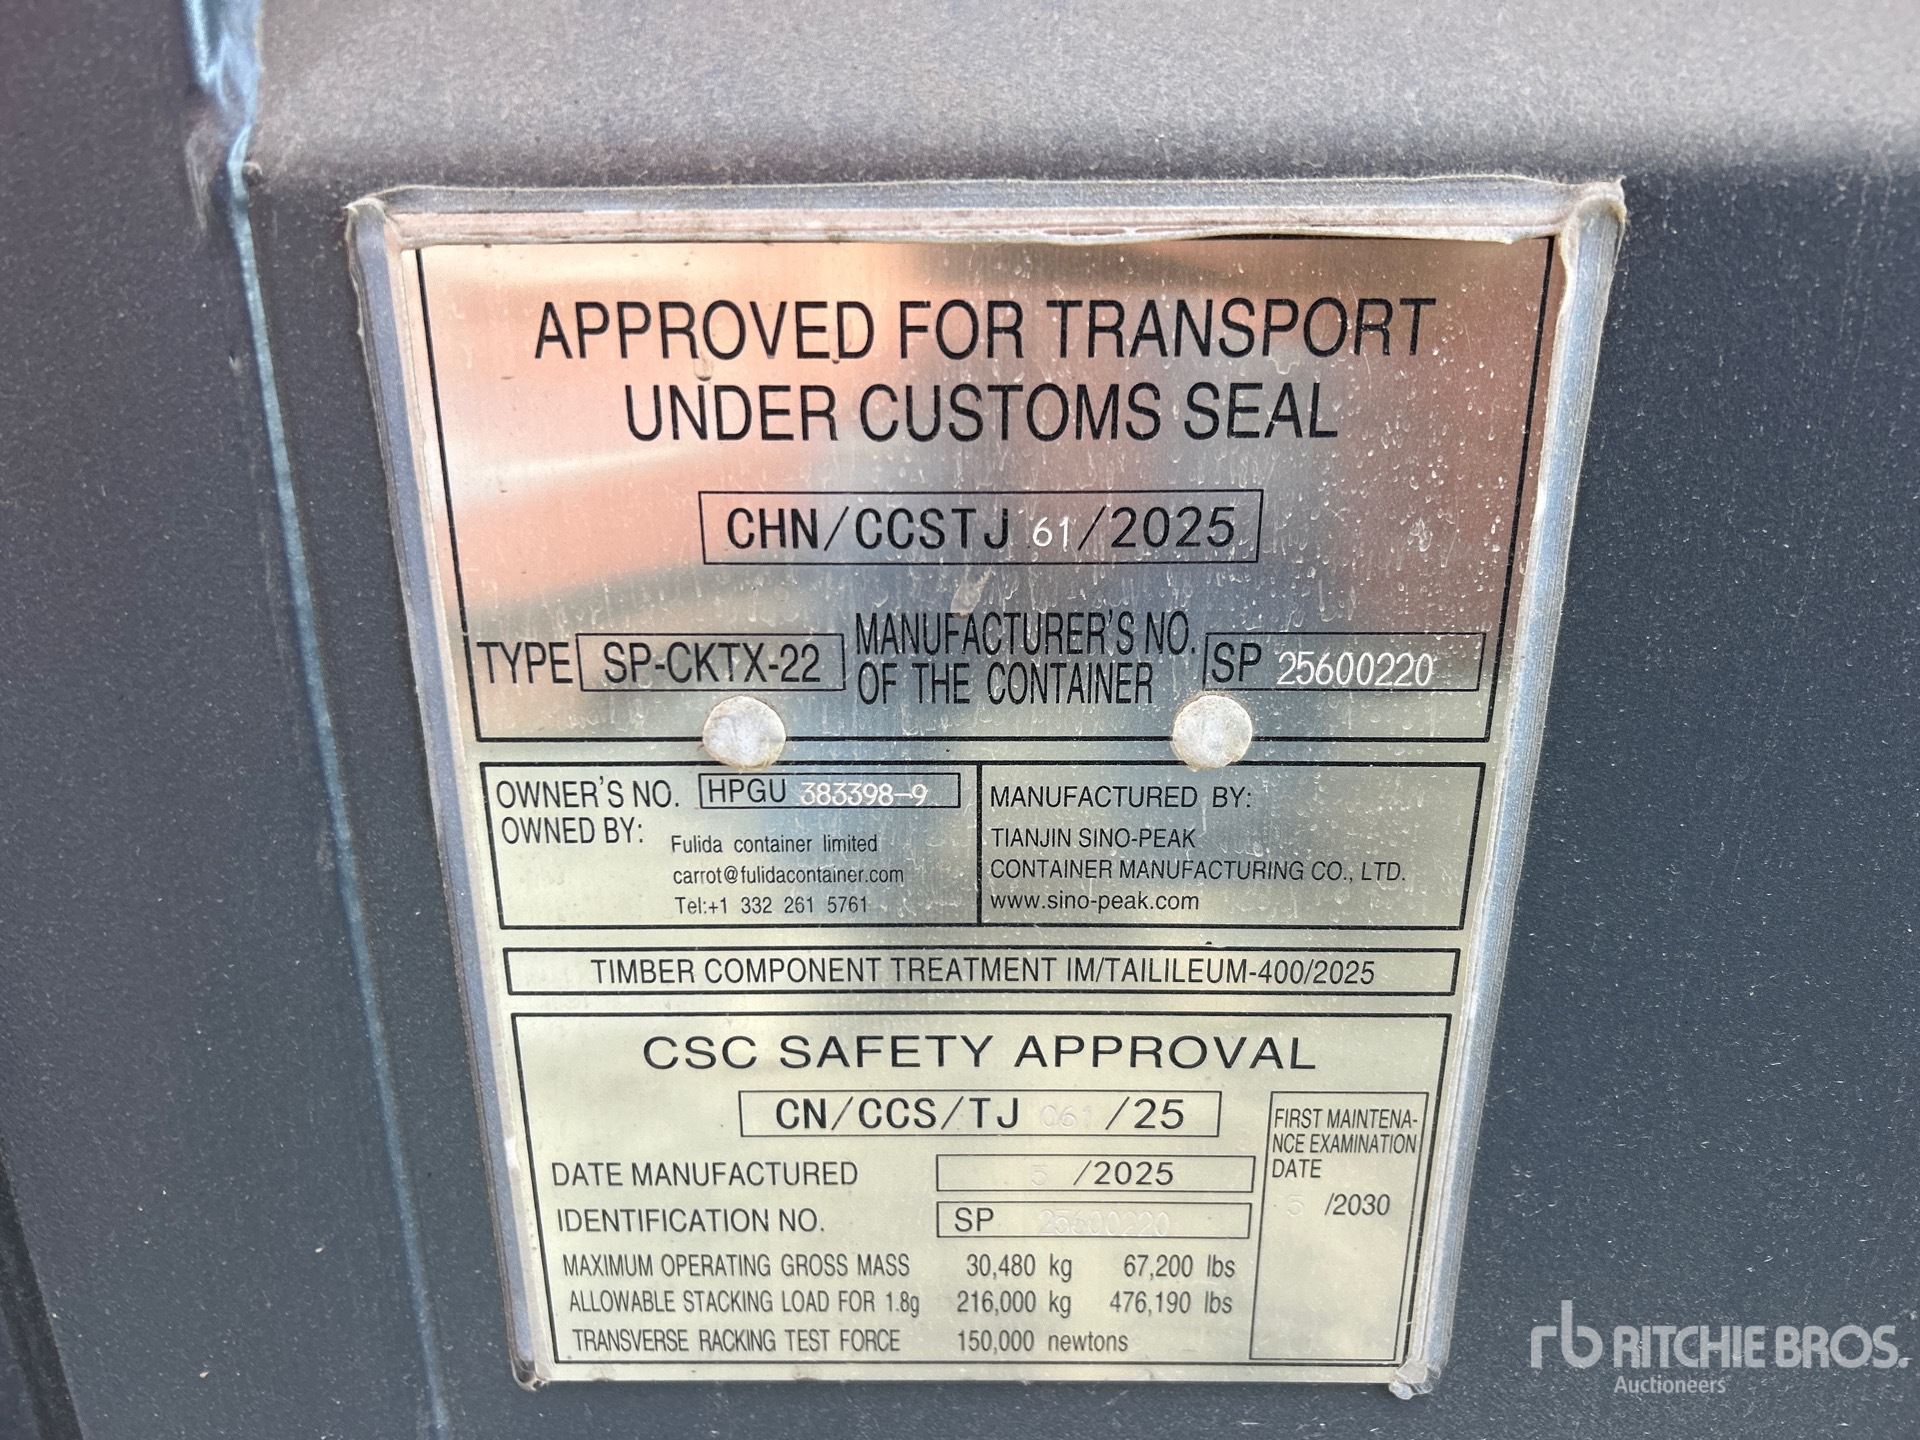 APPROVED FOR TRANSPORT
UNDER CUSTOMS SEAL
CHN/CCSTJ 61/2025
TYPE SP-CKTX-22 MANUFACTURER'S NO.
OF THE CONTAINER SP 25600220
OWNER'S NO. HPGU 383398-9
OWNED BY: Fulida container limited
carrot@fulidacontainer.com
Tel:+1 332 261 5761
MANUFACTURED BY:
TIANJIN SINO-PEAK
CONTAINER MANUFACTURING CO., LTD.
www.sino-peak.com
TIMBER COMPONENT TREATMENT IM/TAILILEUM-400/2025
CSC SAFETY APPROVAL
CN/CCS/TJ 061 /25
DATE MANUFACTURED 5 /2025
IDENTIFICATION NO. SP 25600220
MAXIMUM OPERATING GROSS MASS 30,480 kg 67,200 lbs
ALLOWABLE STACKING LOAD FOR 1.8g 216,000 kg 476,190 lbs
TRANSVERSE RACKING TEST FORCE 150,000 newtons
FIRST MAINTENA-
NCE EXAMINATION
DATE
5 /2030
rb RITCHIE BROS.
Auctioneers